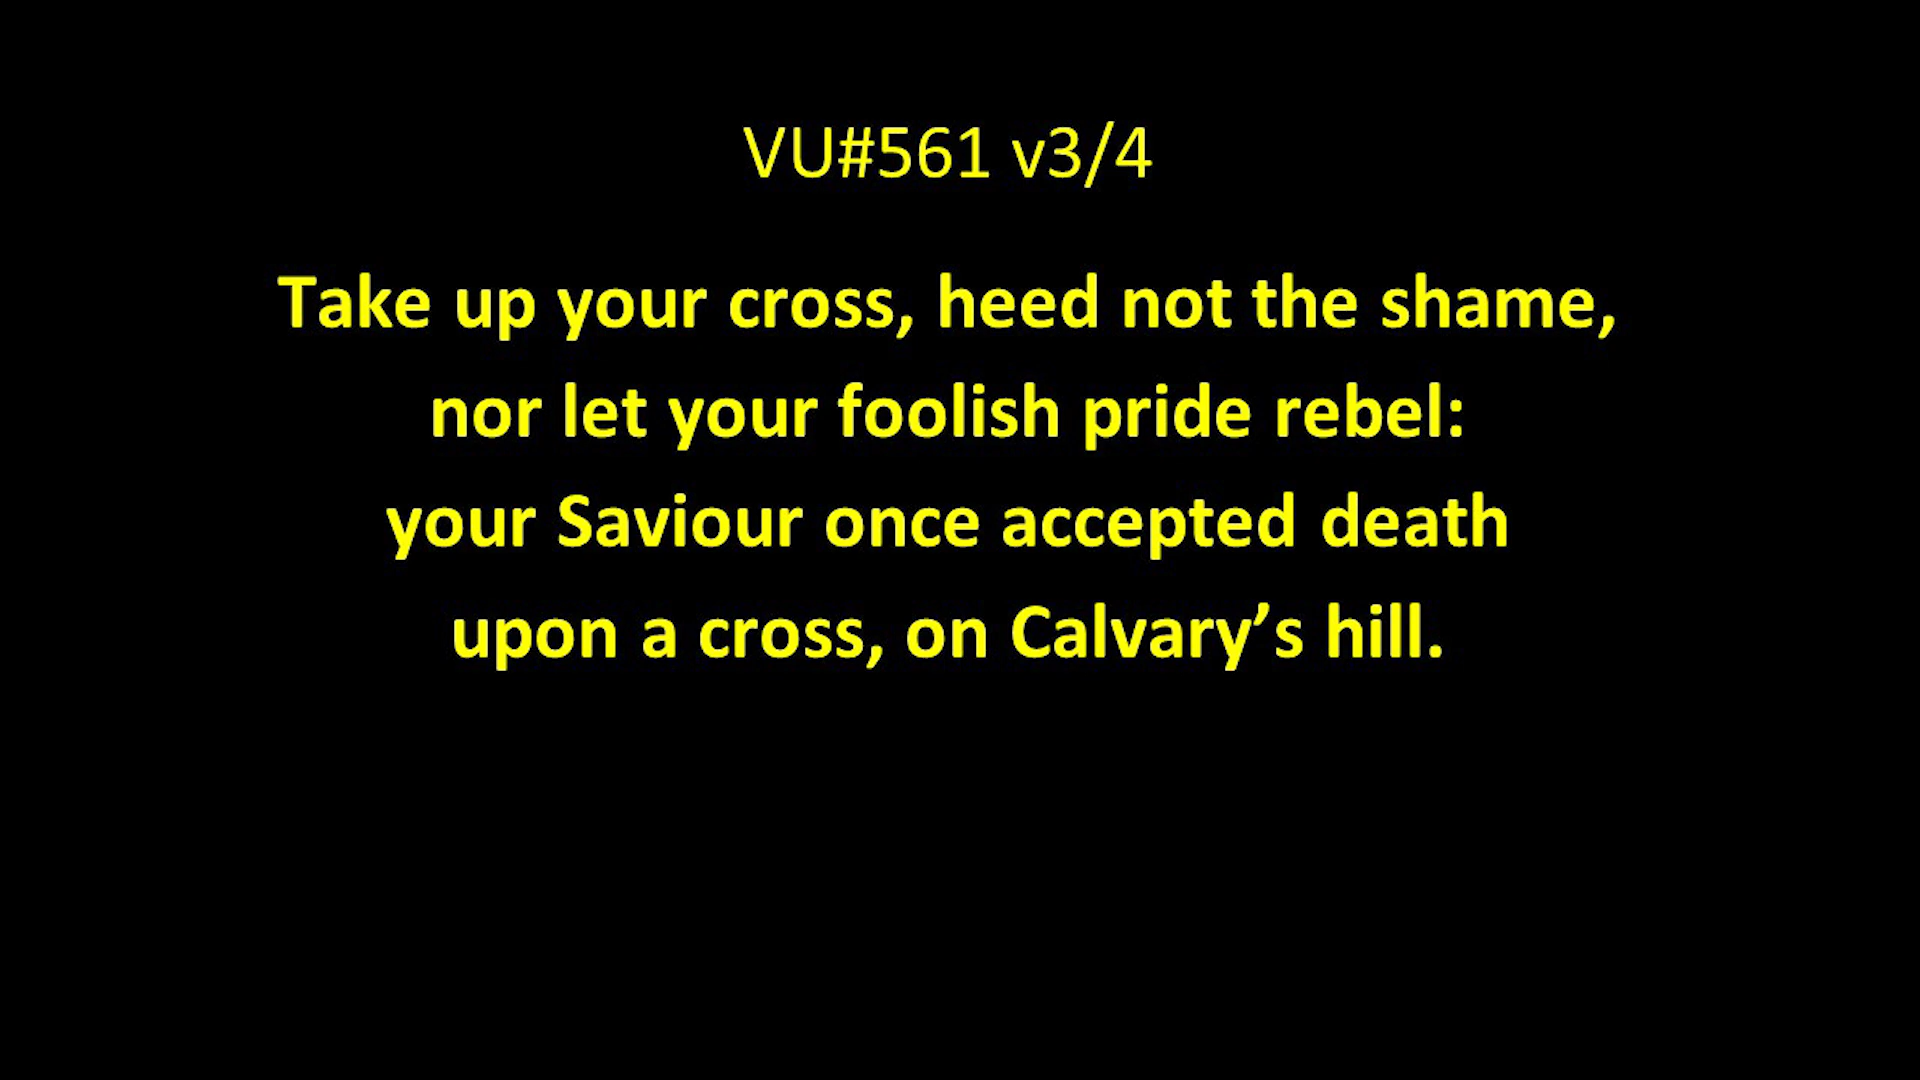 VU#561 v3/4
Take up your cross, heed not the shame,
nor let your foolish pride rebel:
your Saviour once accepted death
upon a cross, on Calvary’s hill.